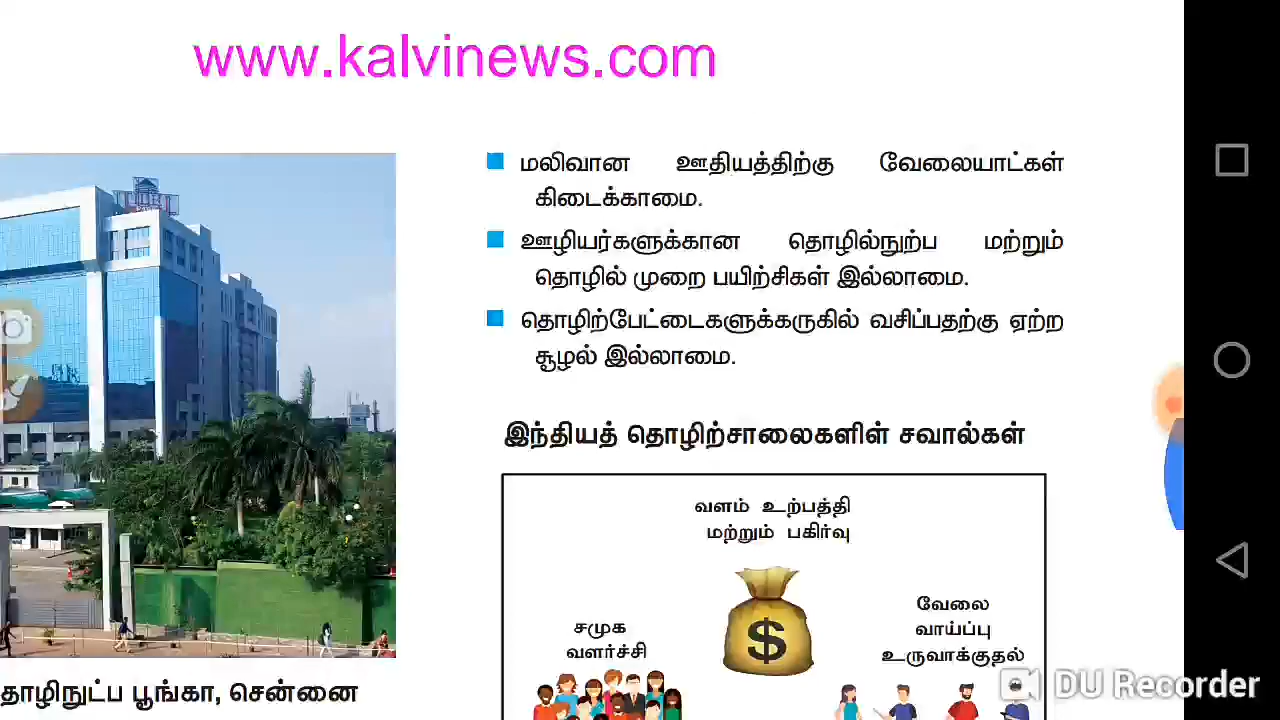 www.kalvinews.com
மலிவான ஊதியத்திற்கு வேலையாட்கள்
கிடைக்காமை.
ஊழியர்களுக்கான தொழில்நுற்ப மற்றும்
தொழில் முறை பயிற்சிகள் இல்லாமை.
தொழிற்பேட்டைகளுக்கருகில் வசிப்பதற்கு ஏற்ற
சூழல் இல்லாமை.
இந்தியத் தொழிற்சாலைகளிள் சவால்கள்
வளம் உற்பத்தி
மற்றும் பகிர்வு
$
சமுக
வளர்ச்சி
வேலை
வாய்ப்பு
உருவாக்குதல்
தாழிநுட்ப பூங்கா, சென்னை
DU Recorder